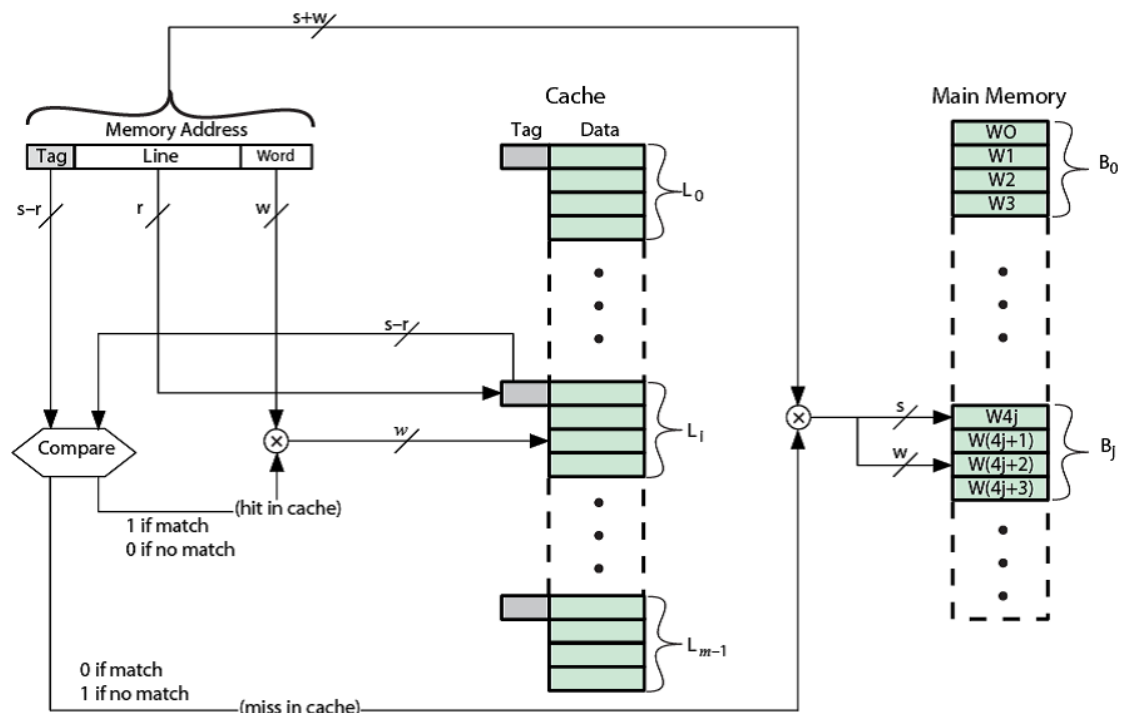 s+w
Cache
Main Memory
Memory Address
Tag Data
Tag Line Word
WO
W1
W2
W3
B0
L0
s–r
r
w
s–r
Compare
w
Li
s
w
W4j
W(4j+1)
W(4j+2)
W(4j+3)
Bj
(hit in cache)
1 if match
0 if no match
Lm–1
0 if match
1 if no match
(miss in cache)